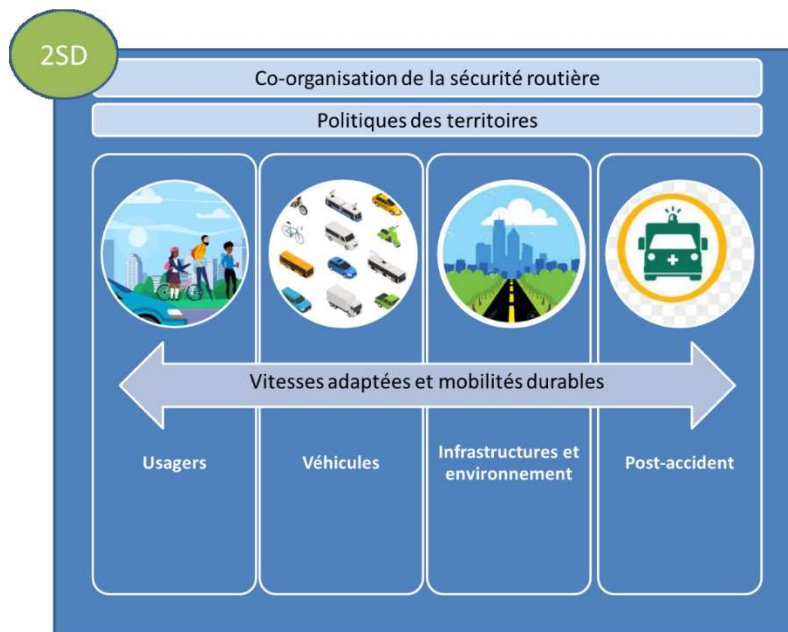 2SD
Co-organisation de la sécurité routière
Politiques des territoires
Vitesses adaptées et mobilités durables
Usagers
Véhicules
Infrastructures et
environnement
Post-accident